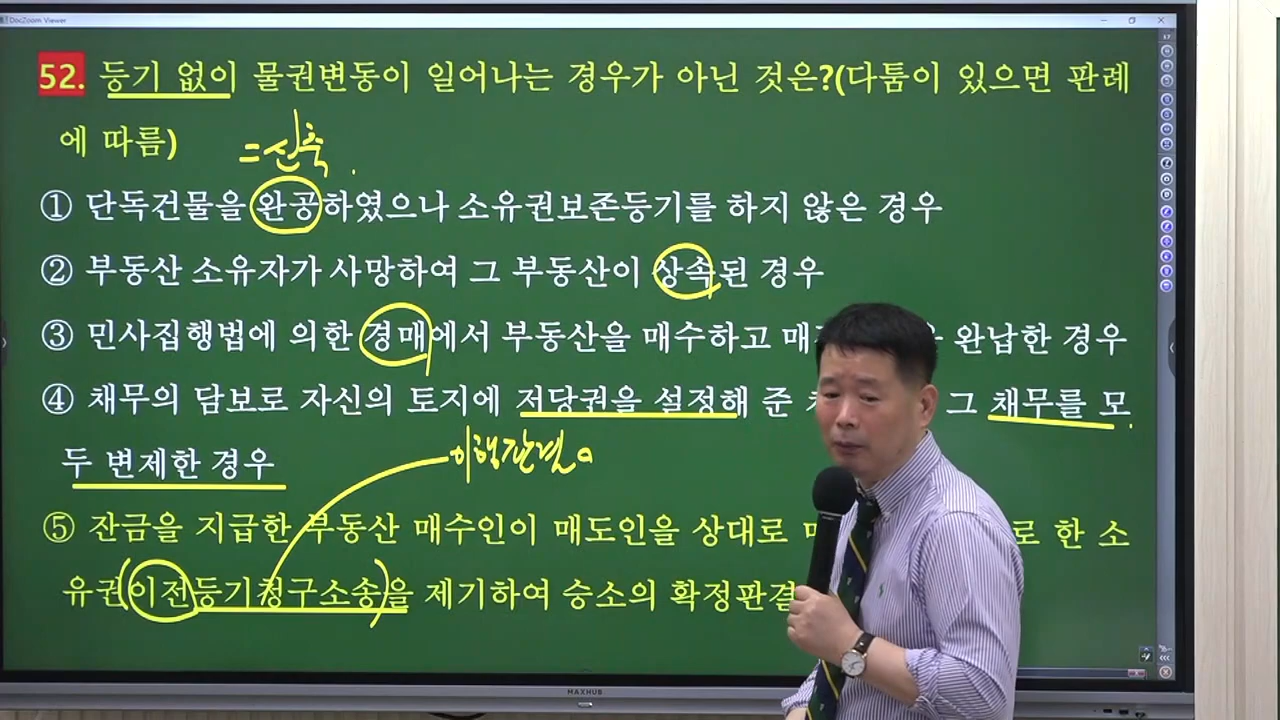 DocZoom Viewer
52. 등기 없이 물권변동이 일어나는 경우가 아닌 것은?(다툼이 있으면 판례
에 따름)
=신축
① 단독건물을 완공하였으나 소유권보존등기를 하지 않은 경우
② 부동산 소유자가 사망하여 그 부동산이 상속된 경우
③ 민사집행법에 의한 경매에서 부동산을 매수하고 완납한 경우
④ 채무의 담보로 자신의 토지에 저당권을 설정해 준 그 채무를 모
두 변제한 경우
이행판결
⑤ 잔금을 지급한 부동산 매수인이 매도인을 상대로 한 소
유권(이전등기청구소송)을 제기하여 승소의 확정판결
MAXHUB